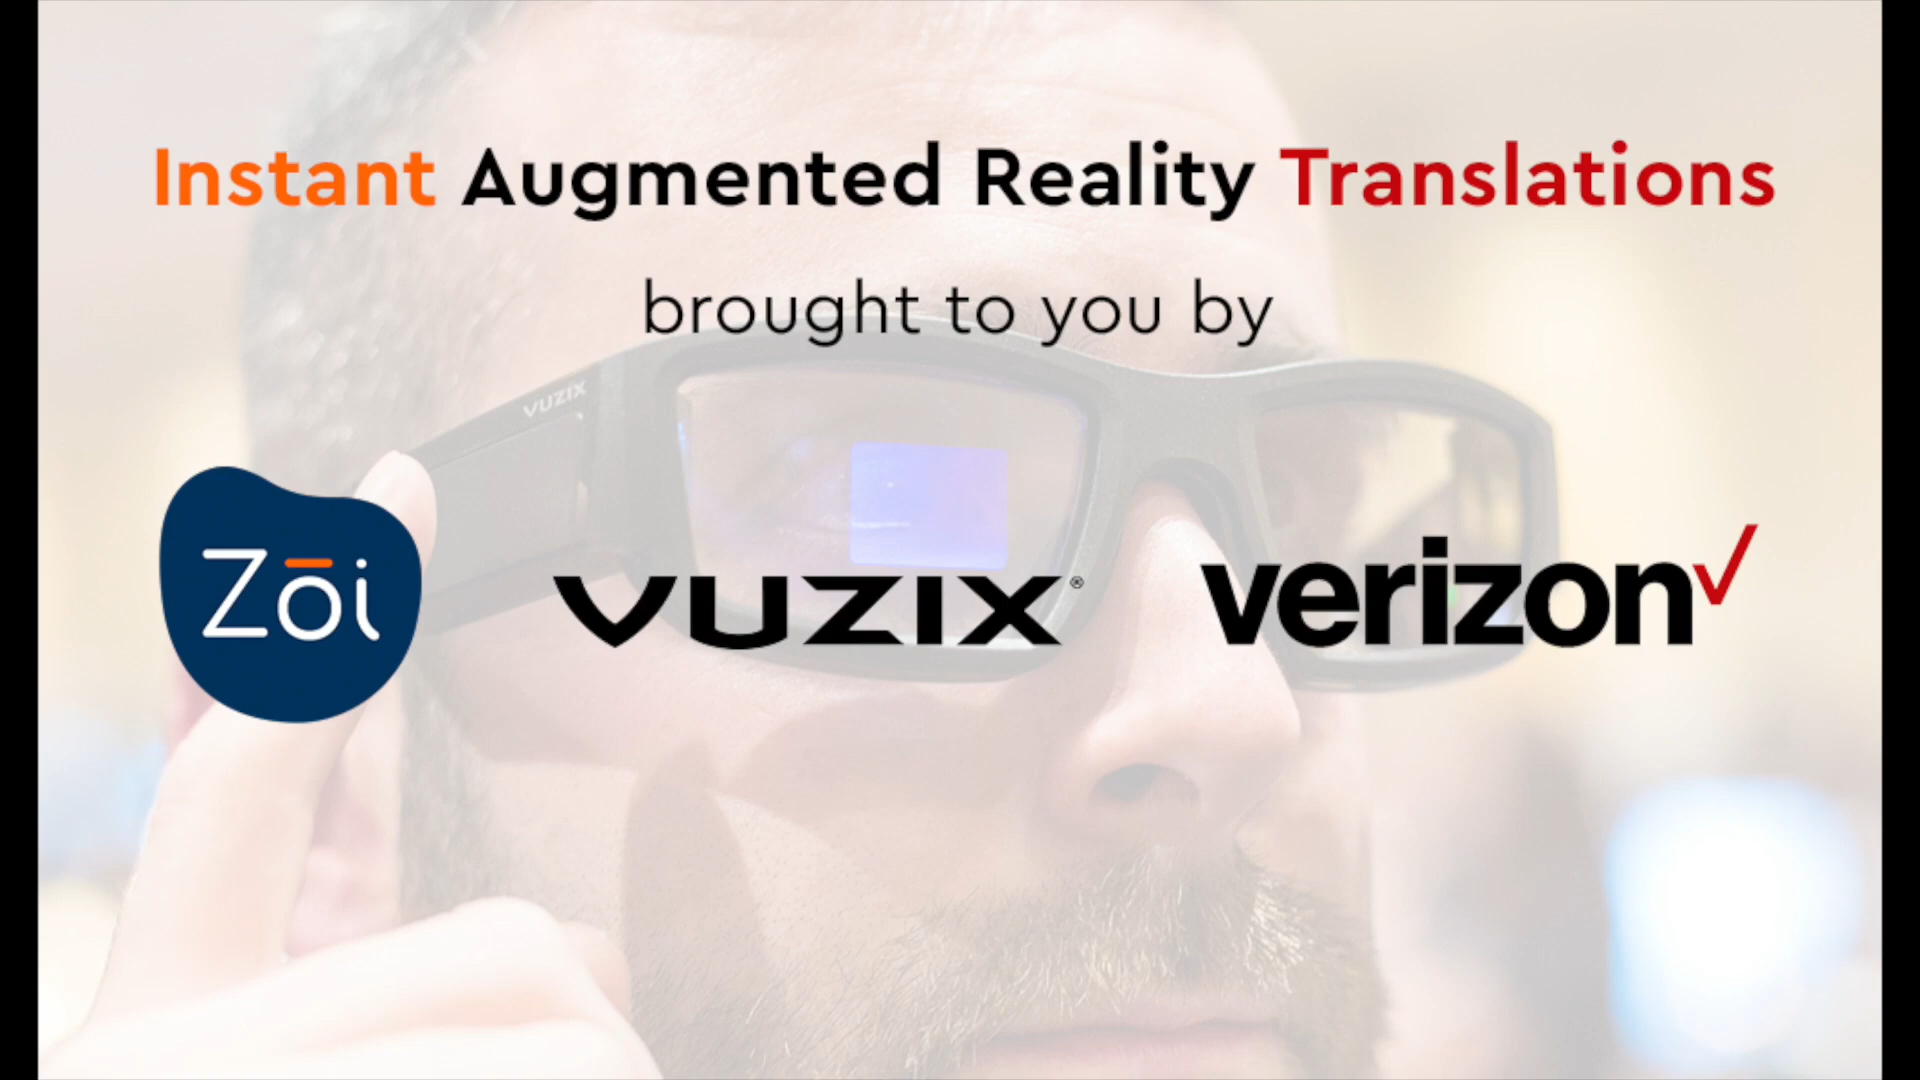 Instant Augmented Reality Translations
brought to you by
VUZIX
Zōi
VUZIX®
verizon✓